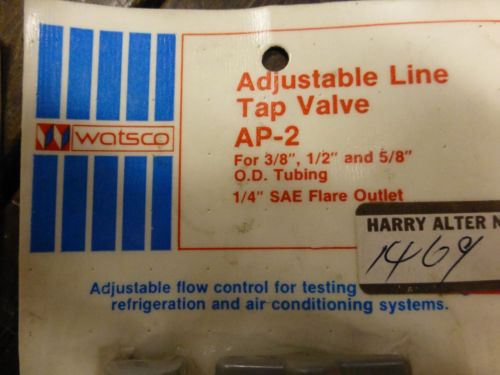 Adjustable Line
Tap Valve
AP-2
For 3/8", 1/2" and 5/8"
O.D. Tubing
1/4" SAE Flare Outlet
watsco
HARRY ALTER
1469
Adjustable flow control for testing
refrigeration and air conditioning systems.